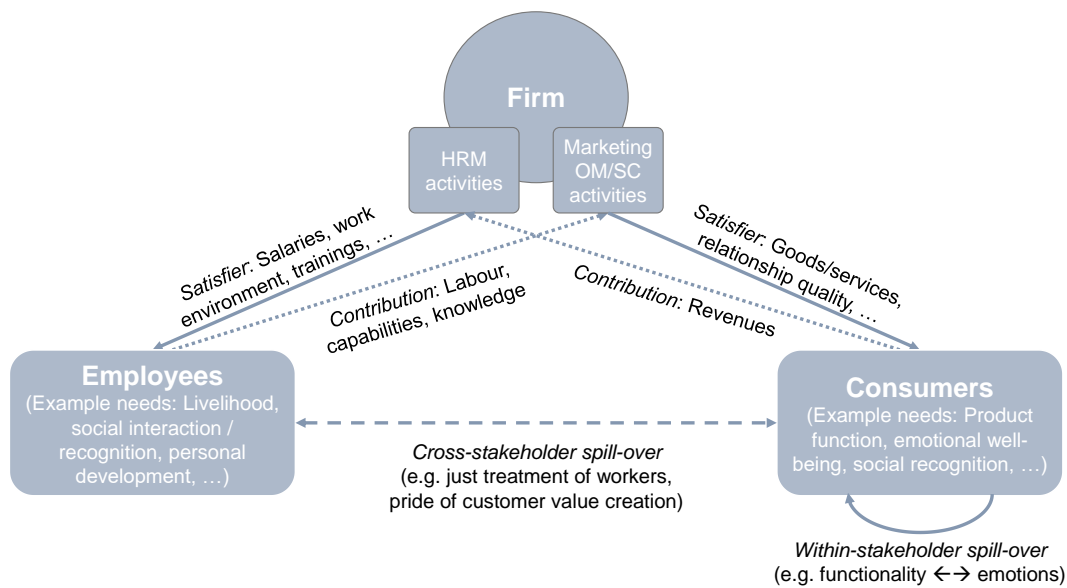 Firm
HRM
activities
Marketing
OM/SC
activities
Satisfier: Salaries, work
environment, trainings, …
Contribution: Labour,
capabilities, knowledge
Satisfier: Goods/services,
relationship quality, …
Contribution: Revenues
Employees
(Example needs: Livelihood,
social interaction /
recognition, personal
development, …)
Consumers
(Example needs: Product
function, emotional well-
being, social recognition, …)
Cross-stakeholder spill-over
(e.g. just treatment of workers,
pride of customer value creation)
Within-stakeholder spill-over
(e.g. functionality ←→ emotions)